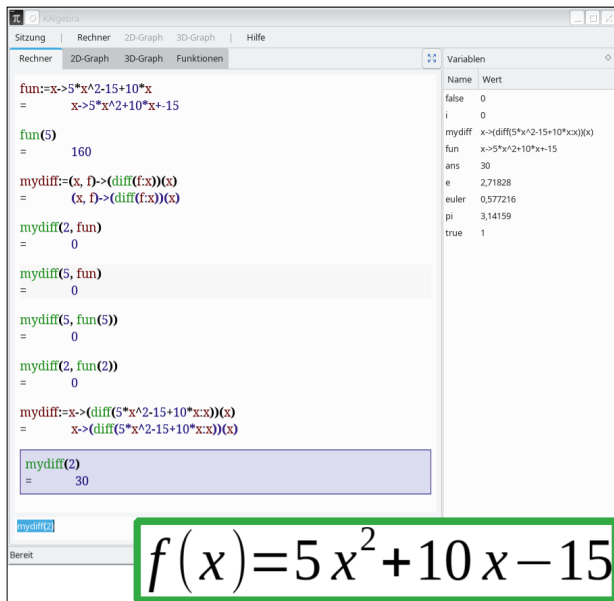 KAlgebra
Sitzung | Rechner 2D-Graph 3D-Graph | Hilfe
Rechner 2D-Graph 3D-Graph Funktionen
fun:=x->5*x^2-15+10*x
= x->5*x^2+10*x+-15
fun(5)
= 160
mydiff:=(x, f)->(diff(f:x))(x)
= (x, f)->(diff(f:x))(x)
mydiff(2, fun)
= 0
mydiff(5, fun)
= 0
mydiff(5, fun(5))
= 0
mydiff(2, fun(2))
= 0
mydiff:=x->(diff(5*x^2-15+10*x:x))(x)
= x->(diff(5*x^2-15+10*x:x))(x)
mydiff(2)
= 30
mydiff(2)
Bereit
Variablen
Name Wert
false 0
i 0
mydiff x->(diff(5*x^2-15+10*x:x))(x)
fun x->5*x^2+10*x+-15
ans 30
e 2,71828
euler 0,577216
pi 3,14159
true 1
f(x)=5x²+10x−15